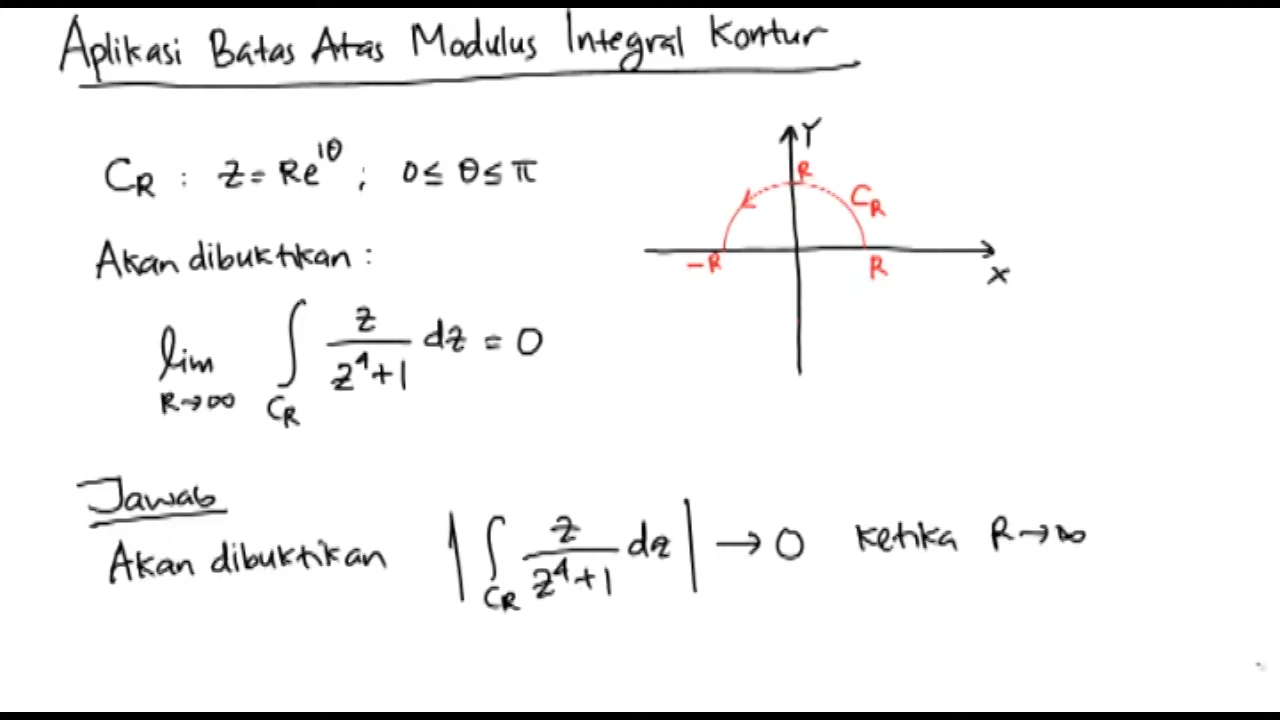 Aplikasi Batas Atas Modulus Integral Kontur
C_R : z = Re^{iθ} ; 0 ≤ θ ≤ π
Y
R
C_R
-R
R
X
Akan dibuktikan :
lim_{R→∞} ∫_{C_R} z/(z^4+1) dz = 0
Jawab
Akan dibuktikan |∫_{C_R} z/(z^4+1) dz| → 0 ketika R→∞